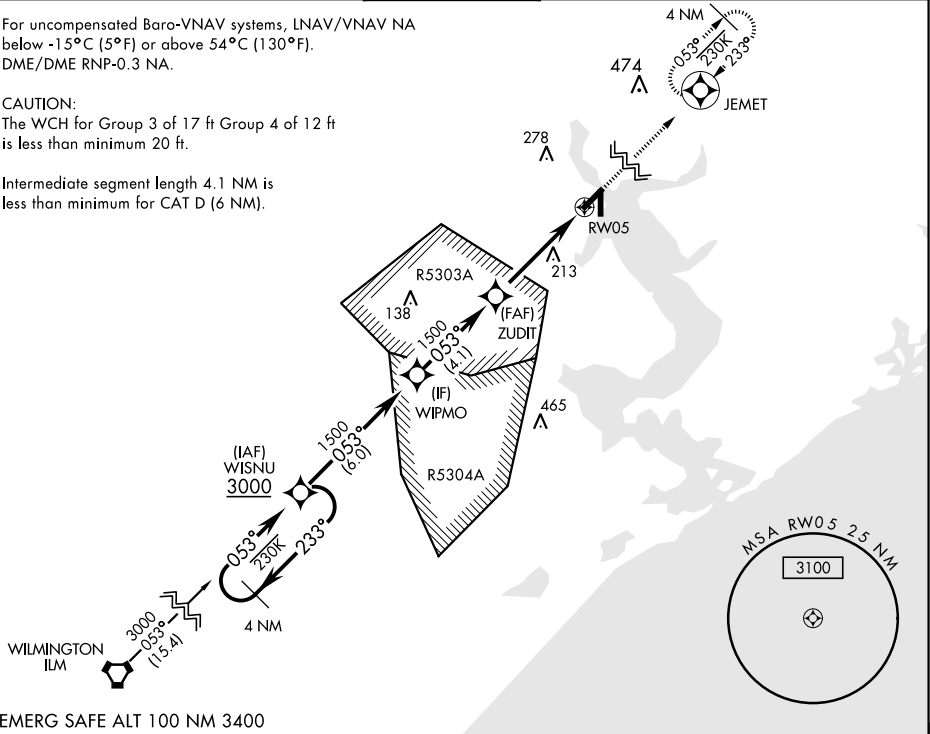 For uncompensated Baro-VNAV systems, LNAV/VNAV NA
below -15°C (5°F) or above 54°C (130°F).
DME/DME RNP-0.3 NA.
CAUTION:
The WCH for Group 3 of 17 ft Group 4 of 12 ft
is less than minimum 20 ft.
Intermediate segment length 4.1 NM is
less than minimum for CAT D (6 NM).
4 NM
053°
230K
233°
474
JEMET
278
RW05
213
R5303A
138
(FAF)
ZUDIT
1500
053°
(4.1)
(IF)
WIPMO
465
1500
053°
(6.0)
(IAF)
WISNU
3000
R5304A
053°
230K
233°
4 NM
3000
053°
(15.4)
WILMINGTON
ILM
MSA RW05 25 NM
3100
EMERG SAFE ALT 100 NM 3400